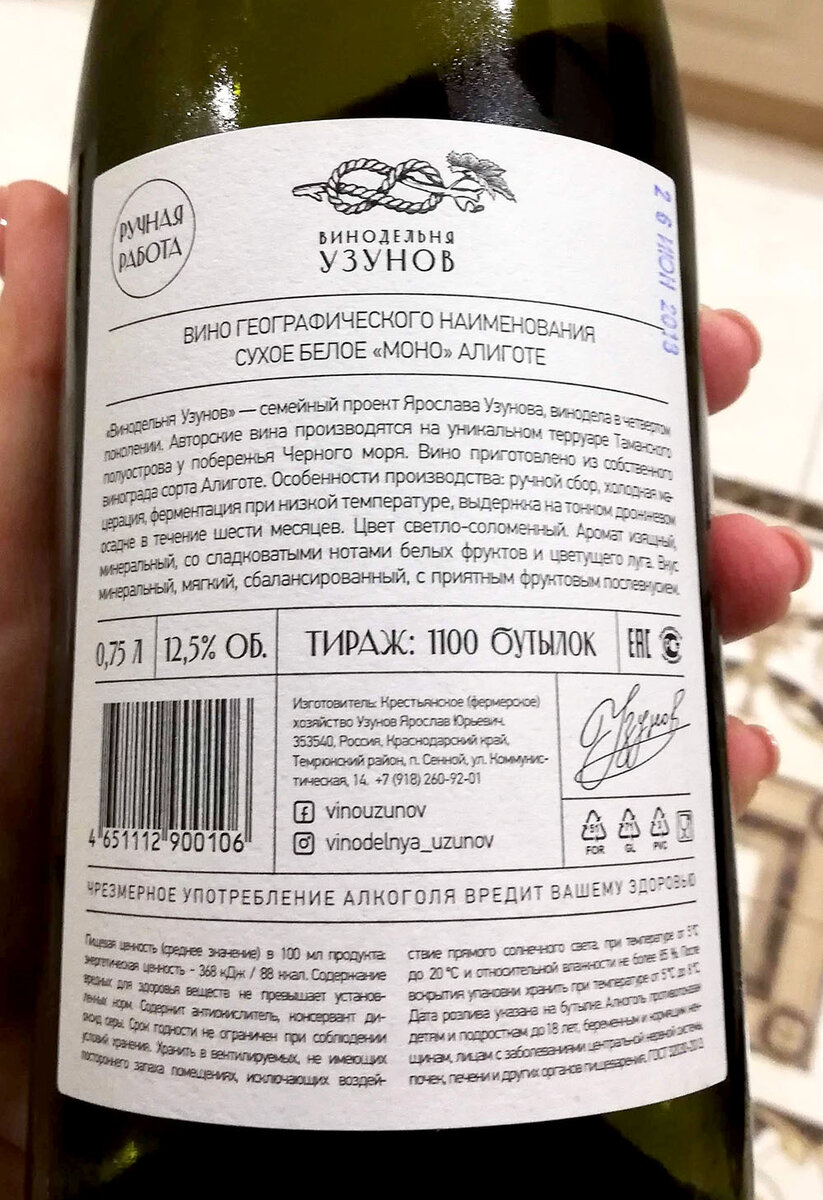 РУЧНАЯ
РАБОТА
ВИНОДЕЛЬНЯ
УЗУНОВ
26 ИЮН 2018
ВИНО ГЕОГРАФИЧЕСКОГО НАИМЕНОВАНИЯ
СУХОЕ БЕЛОЕ «МОНО» АЛИГОТЕ
«Винодельня Узунов» — семейный проект Ярослава Узунова, винодела в четвертом
поколении. Авторские вина производятся на уникальном терруаре Таманского
полуострова у побережья Черного моря. Вино приготовлено из собственного
винограда сорта Алиготе. Особенности производства: ручной сбор, холодная ма-
церация, ферментация при низкой температуре, выдержка на тонком дрожжевом
осадке в течение шести месяцев. Цвет светло-соломенный. Аромат изящный,
минеральный, со сладковатыми нотами белых фруктов и цветущего луга. Вкус
минеральный, мягкий, сбалансированный, с приятным фруктовым послевкусием.
0,75 Л
12,5% ОБ.
ТИРАЖ: 1100 БУТЫЛОК
EAC
4 651112 900106
Изготовитель: Крестьянское (фермерское)
хозяйство Узунов Ярослав Юрьевич.
353540, Россия, Краснодарский край,
Темрюкский район, п. Сенной, ул. Коммунис-
тическая, 14. +7 (918) 260-92-01
vinouzunov
vinodelnya_uzunov
Узунов
51 71 3
FOR GL PVC
ЧРЕЗМЕРНОЕ УПОТРЕБЛЕНИЕ АЛКОГОЛЯ ВРЕДИТ ВАШЕМУ ЗДОРОВЬЮ
Пищевая ценность (среднее значение) в 100 мл продукта:
энергетическая ценность - 368 кДж / 88 ккал. Содержание
вредных для здоровья веществ не превышает установ-
ленных норм. Содержит антиокислитель, консервант ди-
оксид серы. Срок годности не ограничен при соблюдении
условий хранения. Хранить в вентилируемых, не имеющих
постороннего запаха помещениях, исключающих воздей-
ствие прямого солнечного света, при температуре от 5°С
до 20 °С и относительной влажности не более 85 %. После
вскрытия упаковки хранить при температуре от 5°С до 6°С
Дата розлива указана на бутылке. Алкоголь противопоказан
детям и подросткам до 18 лет, беременным и кормящим жен-
щинам, лицам с заболеваниями центральной нервной системы,
почек, печени и других органов пищеварения. ГОСТ 32030-2013